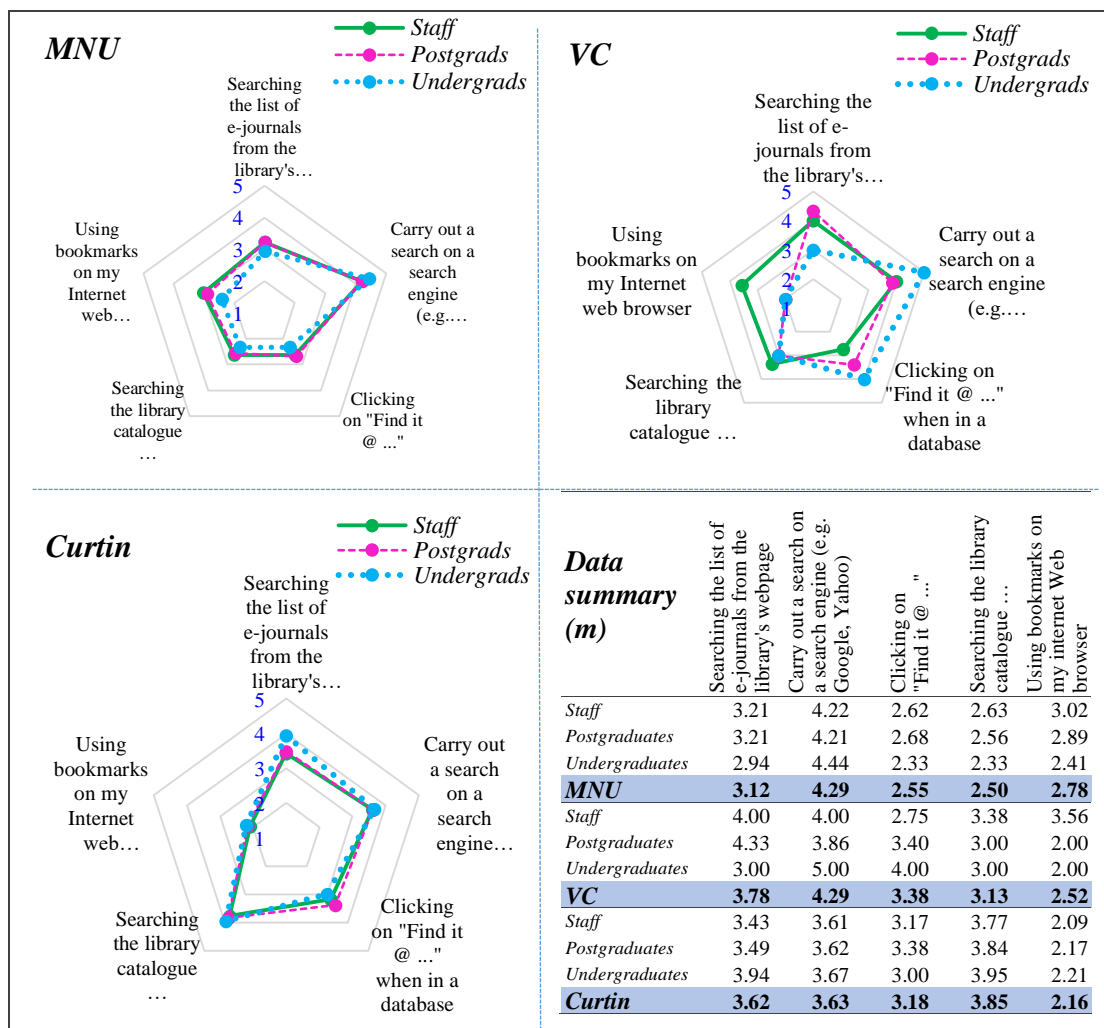 MNU
Staff
Postgrads
Undergrads
Searching
the list of
e-journals
from the
library's…
5
4
3
2
1
Carry out a
search on a
search
engine
(e.g.…
Clicking
on "Find it
@ ..."
Searching
the library
catalogue
…
Using
bookmarks
on my
Internet
web…
VC
Staff
Postgrads
Undergrads
Searching the
list of e-
journals from
the library's…
5
4
3
2
1
Carry out a
search on a
search engine
(e.g.…
Clicking on
"Find it @ ..."
when in a
database
Searching the
library
catalogue …
Using
bookmarks on
my Internet
web browser
Curtin
Staff
Postgrads
Undergrads
Searching
the list of
e-journals
from the
library's…
5
4
3
2
1
Carry out
a search
on a
search
engine…
Clicking
on "Find it
@ ..."
when in a
database
Searching
the library
catalogue
…
Using
bookmarks
on my
Internet
web…
Data
summary
(m)
Searching the list of
e-journals from the
library's webpage
Carry out a search on
a search engine (e.g.
Google, Yahoo)
Clicking on
"Find it @ ..."
Searching the library
catalogue …
Using bookmarks on
my internet Web
browser
Staff 3.21 4.22 2.62 2.63 3.02
Postgraduates 3.21 4.21 2.68 2.56 2.89
Undergraduates 2.94 4.44 2.33 2.33 2.41
MNU 3.12 4.29 2.55 2.50 2.78
Staff 4.00 4.00 2.75 3.38 3.56
Postgraduates 4.33 3.86 3.40 3.00 2.00
Undergraduates 3.00 5.00 4.00 3.00 2.00
VC 3.78 4.29 3.38 3.13 2.52
Staff 3.43 3.61 3.17 3.77 2.09
Postgraduates 3.49 3.62 3.38 3.84 2.17
Undergraduates 3.94 3.67 3.00 3.95 2.21
Curtin 3.62 3.63 3.18 3.85 2.16